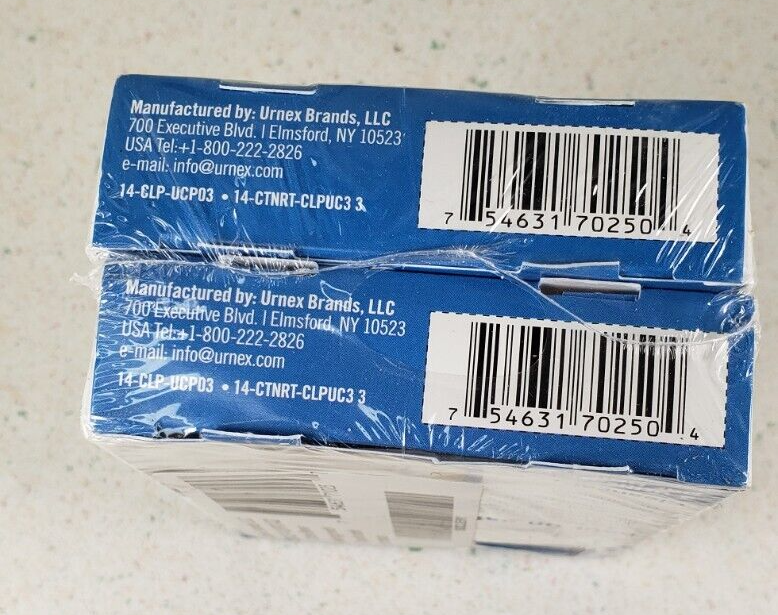 Manufactured by: Urnex Brands, LLC
700 Executive Blvd. | Elmsford, NY 10523
USA Tel:+1-800-222-2826
e-mail: info@urnex.com
14-CLP-UCP03 • 14-CTNRT-CLPUC3 3
7 54631 70250 4
Manufactured by: Urnex Brands, LLC
700 Executive Blvd. | Elmsford, NY 10523
USA Tel:+1-800-222-2826
e-mail: info@urnex.com
14-CLP-UCP03 • 14-CTNRT-CLPUC3 3
7 54631 70250 4